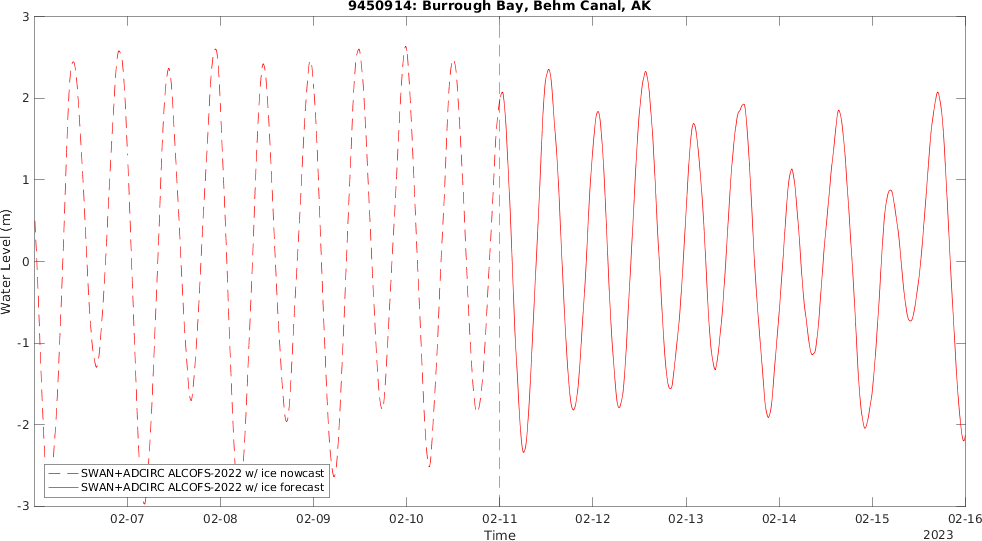 9450914: Burrough Bay, Behm Canal, AK
3
2
1
0
-1
-2
-3
Water Level (m)
SWAN+ADCIRC ALCOFS-2022 w/ ice nowcast
SWAN+ADCIRC ALCOFS-2022 w/ ice forecast
02-07 02-08 02-09 02-10 02-11 02-12 02-13 02-14 02-15 02-16
Time
2023